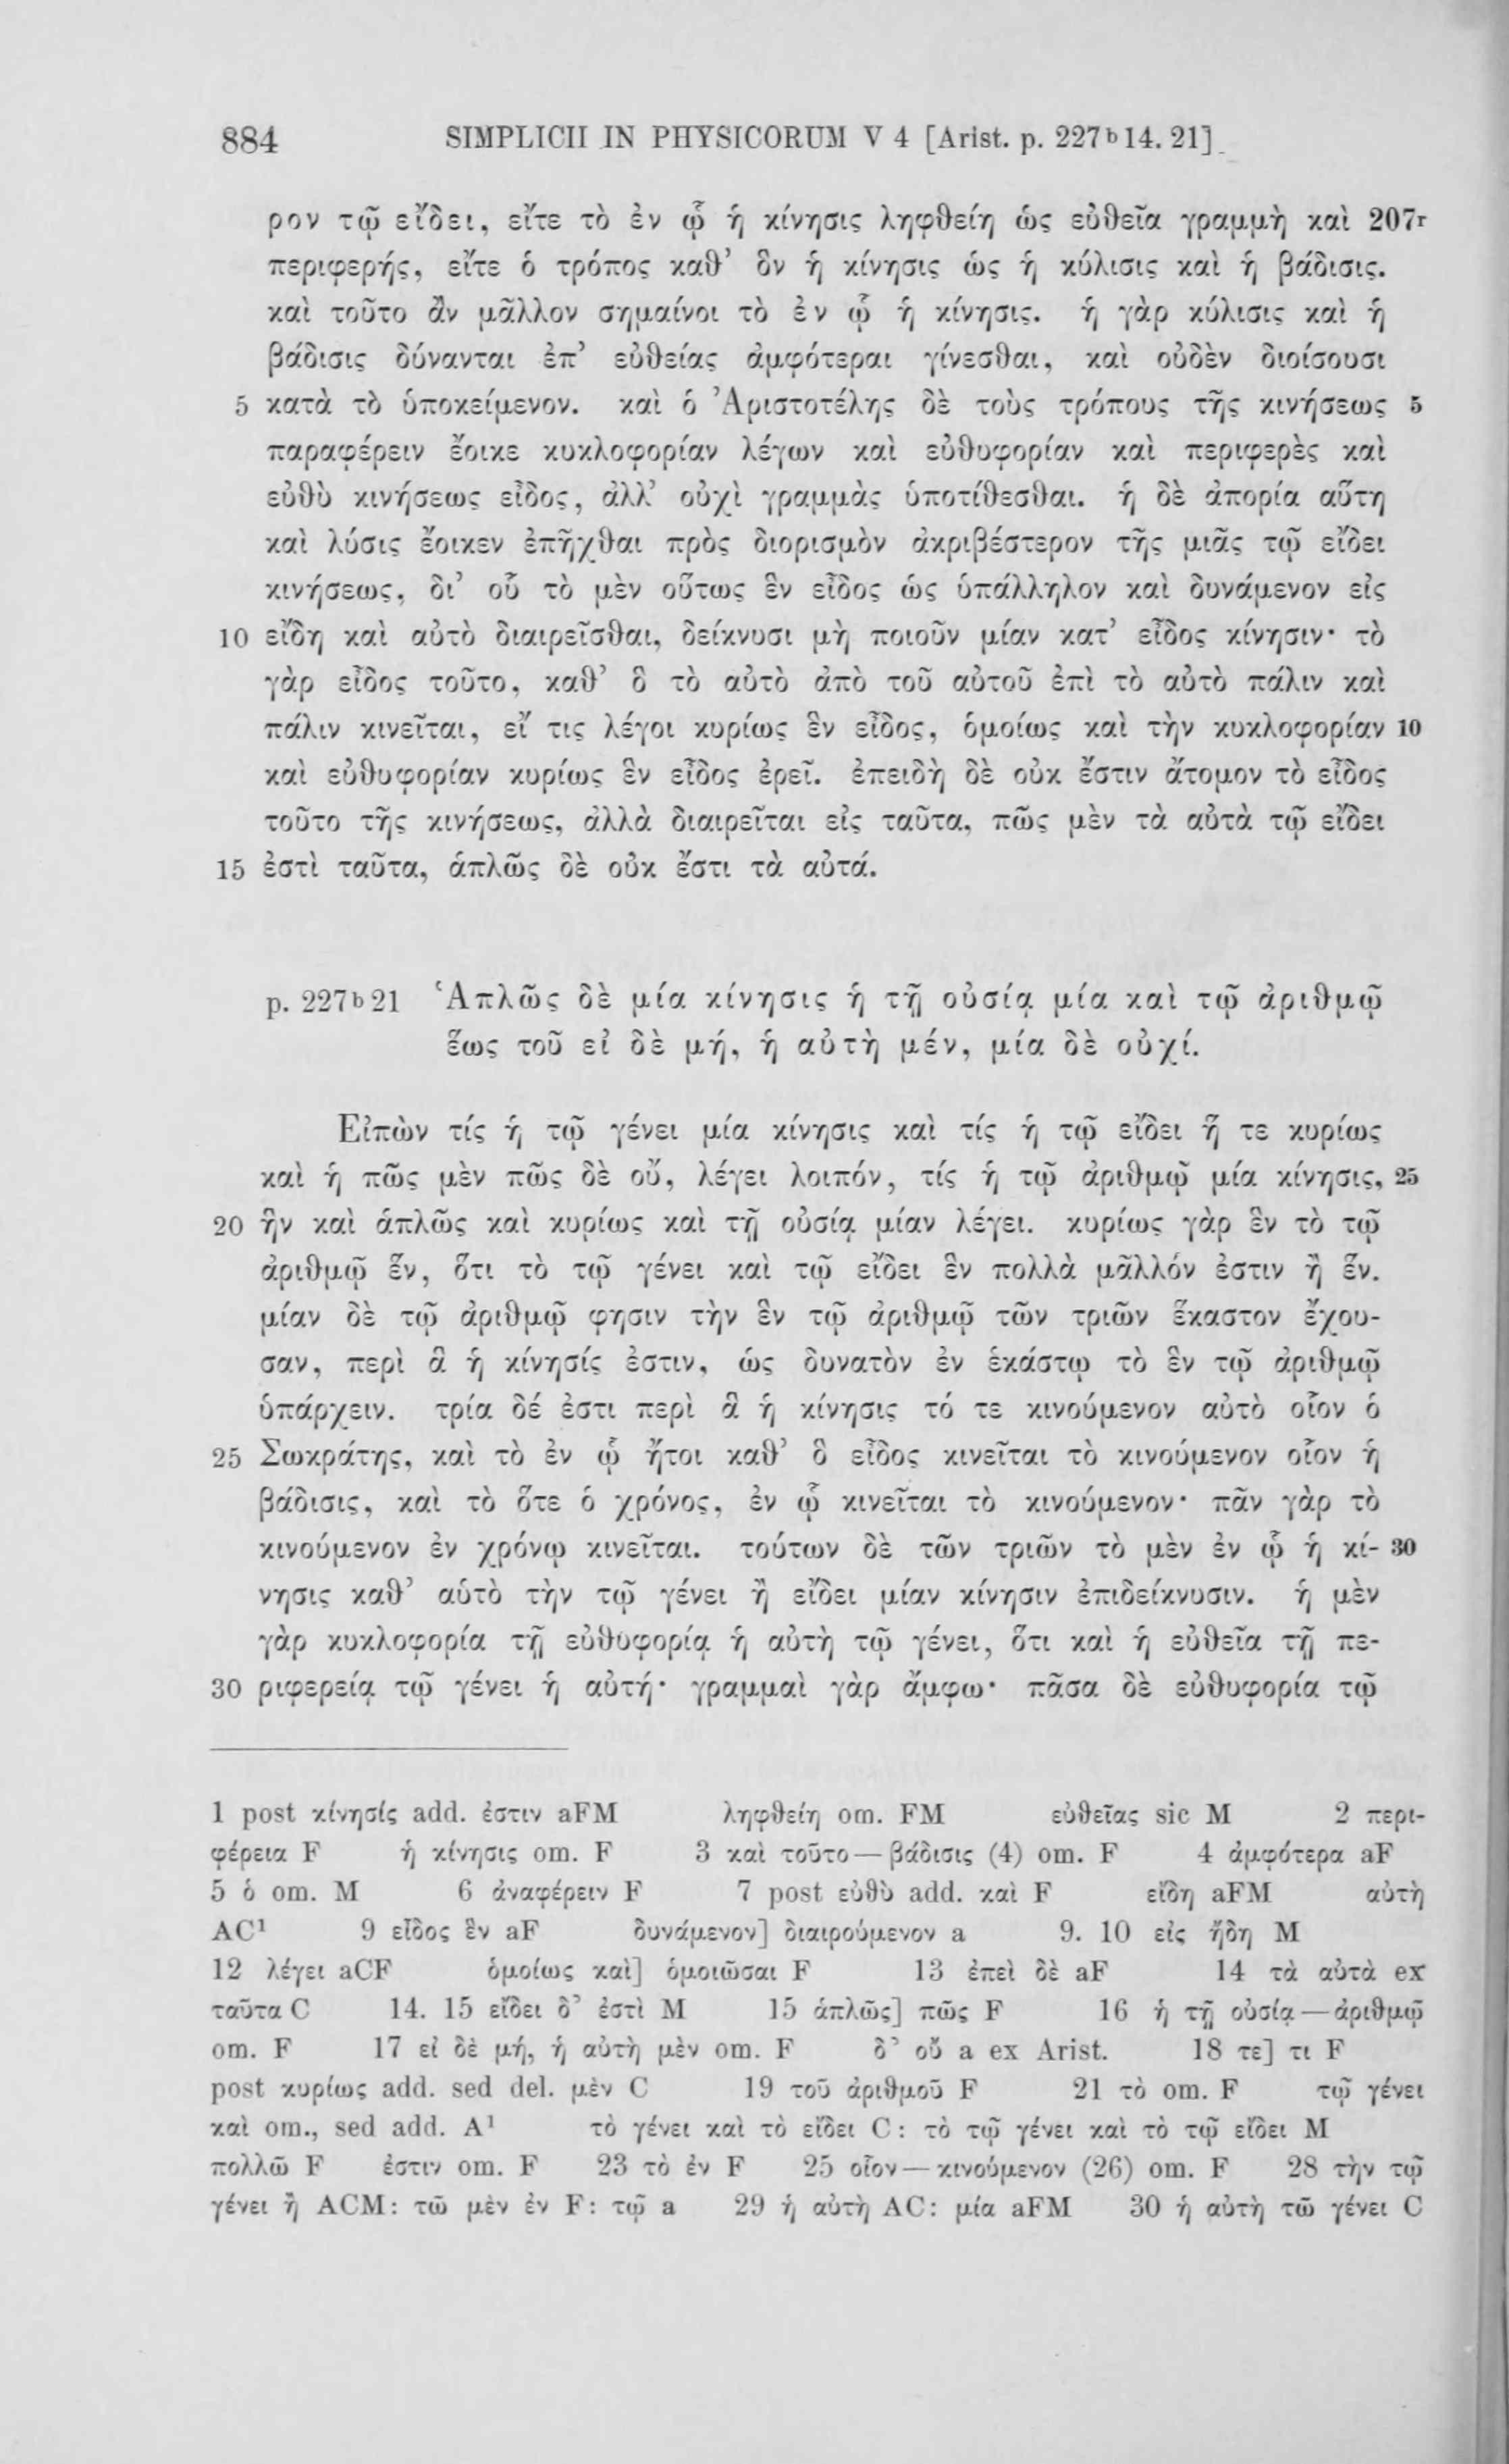 884 SIMPLICII IN PHYSICORUM V 4 [Arist. p. 227b 14. 21]
ρον τῷ εἴδει, εἴτε τὸ ἐν ᾧ ἡ κίνησις ληφθείη ὡς εὐθεῖα γραμμὴ καὶ 207r
περιφερής, εἴτε ὁ τρόπος καθ’ ὃν ἡ κίνησις ὡς ἡ κύλισις καὶ ἡ βάδισις.
καὶ τοῦτο ἂν μᾶλλον σημαίνοι τὸ ἐν ᾧ ἡ κίνησις. ἡ γὰρ κύλισις καὶ ἡ
βάδισις δύνανται ἐπ’ εὐθείας ἀμφότεραι γίνεσθαι, καὶ οὐδὲν διοίσουσι
5 κατὰ τὸ ὑποκείμενον. καὶ ὁ Ἀριστοτέλης δὲ τοὺς τρόπους τῆς κινήσεως 5
παραφέρειν ἔοικε κυκλοφορίαν λέγων καὶ εὐθυφορίαν καὶ περιφερὲς καὶ
εὐθὺ κινήσεως εἶδος, ἀλλ’ οὐχὶ γραμμὰς ὑποτίθεσθαι. ἡ δὲ ἀπορία αὕτη
καὶ λύσις ἔοικεν ἐπῆχθαι πρὸς διορισμὸν ἀκριβέστερον τῆς μιᾶς τῷ εἴδει
κινήσεως, δι’ οὗ τὸ μὲν οὕτως ἓν εἶδος ὡς ὑπάλληλον καὶ δυνάμενον εἰς
10 εἴδη καὶ αὐτὸ διαιρεῖσθαι, δείκνυσι μὴ ποιοῦν μίαν κατ’ εἶδος κίνησιν· τὸ
γὰρ εἶδος τοῦτο, καθ’ ὃ τὸ αὐτὸ ἀπὸ τοῦ αὐτοῦ ἐπὶ τὸ αὐτὸ πάλιν καὶ
πάλιν κινεῖται, εἴ τις λέγοι κυρίως ἓν εἶδος, ὁμοίως καὶ τὴν κυκλοφορίαν 10
καὶ εὐθυφορίαν κυρίως ἓν εἶδος ἐρεῖ. ἐπειδὴ δὲ οὐκ ἔστιν ἄτομον τὸ εἶδος
τοῦτο τῆς κινήσεως, ἀλλὰ διαιρεῖται εἰς ταῦτα, πῶς μὲν τὰ αὐτὰ τῷ εἴδει
15 ἐστὶ ταῦτα, ἁπλῶς δὲ οὐκ ἔστι τὰ αὐτά.
p. 227b 21 Ἁπλῶς δὲ μία κίνησις ἡ τῇ οὐσίᾳ μία καὶ τῷ ἀριθμῷ
ἕως τοῦ εἰ δὲ μή, ἡ αὐτὴ μέν, μία δὲ οὐχί.
Εἰπὼν τίς ἡ τῷ γένει μία κίνησις καὶ τίς ἡ τῷ εἴδει ἥ τε κυρίως
καὶ ἡ πῶς μὲν πῶς δὲ οὔ, λέγει λοιπόν, τίς ἡ τῷ ἀριθμῷ μία κίνησις, 25
20 ἣν καὶ ἁπλῶς καὶ κυρίως καὶ τῇ οὐσίᾳ μίαν λέγει. κυρίως γὰρ ἓν τὸ τῷ
ἀριθμῷ ἕν, ὅτι τὸ τῷ γένει καὶ τῷ εἴδει ἓν πολλὰ μᾶλλόν ἐστιν ἢ ἕν.
μίαν δὲ τῷ ἀριθμῷ φησιν τὴν ἓν τῷ ἀριθμῷ τῶν τριῶν ἕκαστον ἔχου-
σαν, περὶ ἃ ἡ κίνησίς ἐστιν, ὡς δυνατὸν ἐν ἑκάστῳ τὸ ἓν τῷ ἀριθμῷ
ὑπάρχειν. τρία δέ ἐστι περὶ ἃ ἡ κίνησις τό τε κινούμενον αὐτὸ οἷον ὁ
25 Σωκράτης, καὶ τὸ ἐν ᾧ ἤτοι καθ’ ὃ εἶδος κινεῖται τὸ κινούμενον οἷον ἡ
βάδισις, καὶ τὸ ὅτε ὁ χρόνος, ἐν ᾧ κινεῖται τὸ κινούμενον· πᾶν γὰρ τὸ
κινούμενον ἐν χρόνῳ κινεῖται. τούτων δὲ τῶν τριῶν τὸ μὲν ἐν ᾧ ἡ κί- 30
νησις καθ’ αὑτὸ τὴν τῷ γένει ἢ εἴδει μίαν κίνησιν ἐπιδείκνυσιν. ἡ μὲν
γὰρ κυκλοφορία τῇ εὐθυφορίᾳ ἡ αὐτὴ τῷ γένει, ὅτι καὶ ἡ εὐθεῖα τῇ πε-
30 ριφερείᾳ τῷ γένει ἡ αὐτή· γραμμαὶ γὰρ ἄμφω· πᾶσα δὲ εὐθυφορία τῷ
1 post κίνησίς add. ἐστιν aFM ληφθείη om. FM εὐθεῖας sic M 2 περι-
φέρεια F ἡ κίνησις om. F 3 καὶ τοῦτο — βάδισις (4) om. F 4 ἀμφότερα aF
5 ὁ om. M 6 ἀναφέρειν F 7 post εὐθὺ add. καὶ F εἴδη aFM αὐτὴ
AC¹ 9 εἶδος ἓν aF δυνάμενον] διαιρούμενον a 9. 10 εἰς ἤδη M
12 λέγει aCF ὁμοίως καὶ] ὁμοιῶσαι F 13 ἐπεὶ δὲ aF 14 τὰ αὐτὰ ex
ταῦτα C 14. 15 εἴδει δ’ ἐστὶ M 15 ἁπλῶς] πῶς F 16 ἡ τῇ οὐσίᾳ — ἀριθμῷ
om. F 17 εἰ δὲ μή, ἡ αὐτὴ μὲν om. F δ’ οὔ a ex Arist. 18 τε] τι F
post κυρίως add. sed del. μὲν C 19 τοῦ ἀριθμοῦ F 21 τὸ om. F τῷ γένει
καὶ om., sed add. A¹ τὸ γένει καὶ τὸ εἴδει C: τὸ τῷ γένει καὶ τὸ τῷ εἴδει M
πολλῶ F ἐστιν om. F 23 τὸ ἐν F 25 οἷον — κινούμενον (26) om. F 28 τὴν τῷ
γένει ἢ ACM: τῶ μὲν ἐν F: τῷ a 29 ἡ αὐτὴ AC: μία aFM 30 ἡ αὐτὴ τῶ γένει C